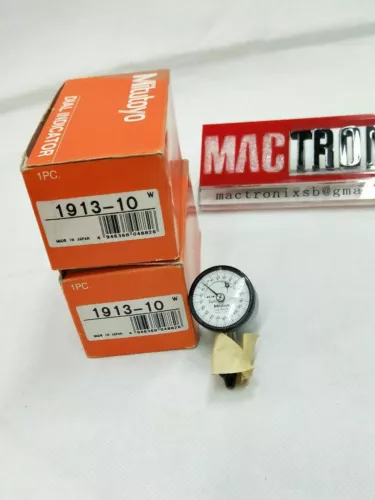 Mitutoyo
DIAL INDICATOR
1PC.
1913-10 W
MADE IN JAPAN
1PC.
1913-10 W
MADE IN JAPAN
MACTRON
mactronixsb@gma